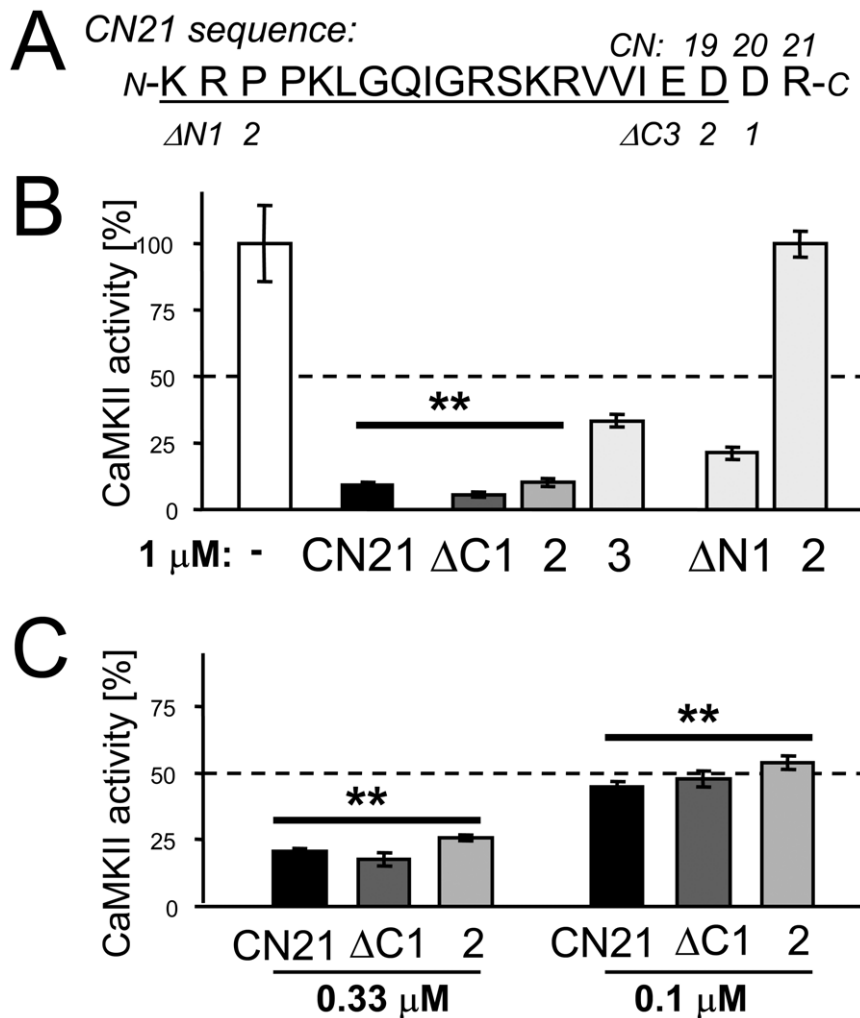 A CN21 sequence: CN: 19 20 21
N-K R P PKLGQIGRSKRVVI E D D R-C
ΔN1 2 ΔC3 2 1
B
CaMKII activity [%]
100
75
50
**
25
0
1 μM: - CN21 ΔC1 2 3 ΔN1 2
C
CaMKII activity [%]
75
**
50
**
25
0
CN21 ΔC1 2 CN21 ΔC1 2
0.33 μM 0.1 μM